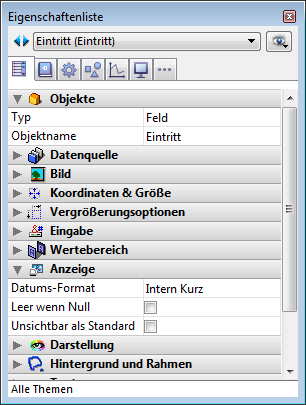 Eigenschaftenliste
Eintritt (Eintritt)
Objekte
Typ Feld
Objektname Eintritt
Datenquelle
Bild
Koordinaten & Größe
Vergrößerungsoptionen
Eingabe
Wertebereich
Anzeige
Datums-Format Intern Kurz
Leer wenn Null
Unsichtbar als Standard
Darstellung
Hintergrund und Rahmen
Alle Themen